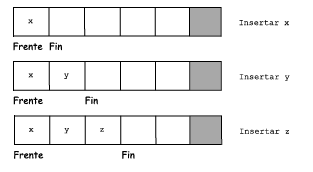 x Insertar x
Frente Fin
x y Insertar y
Frente Fin
x y z Insertar z
Frente Fin